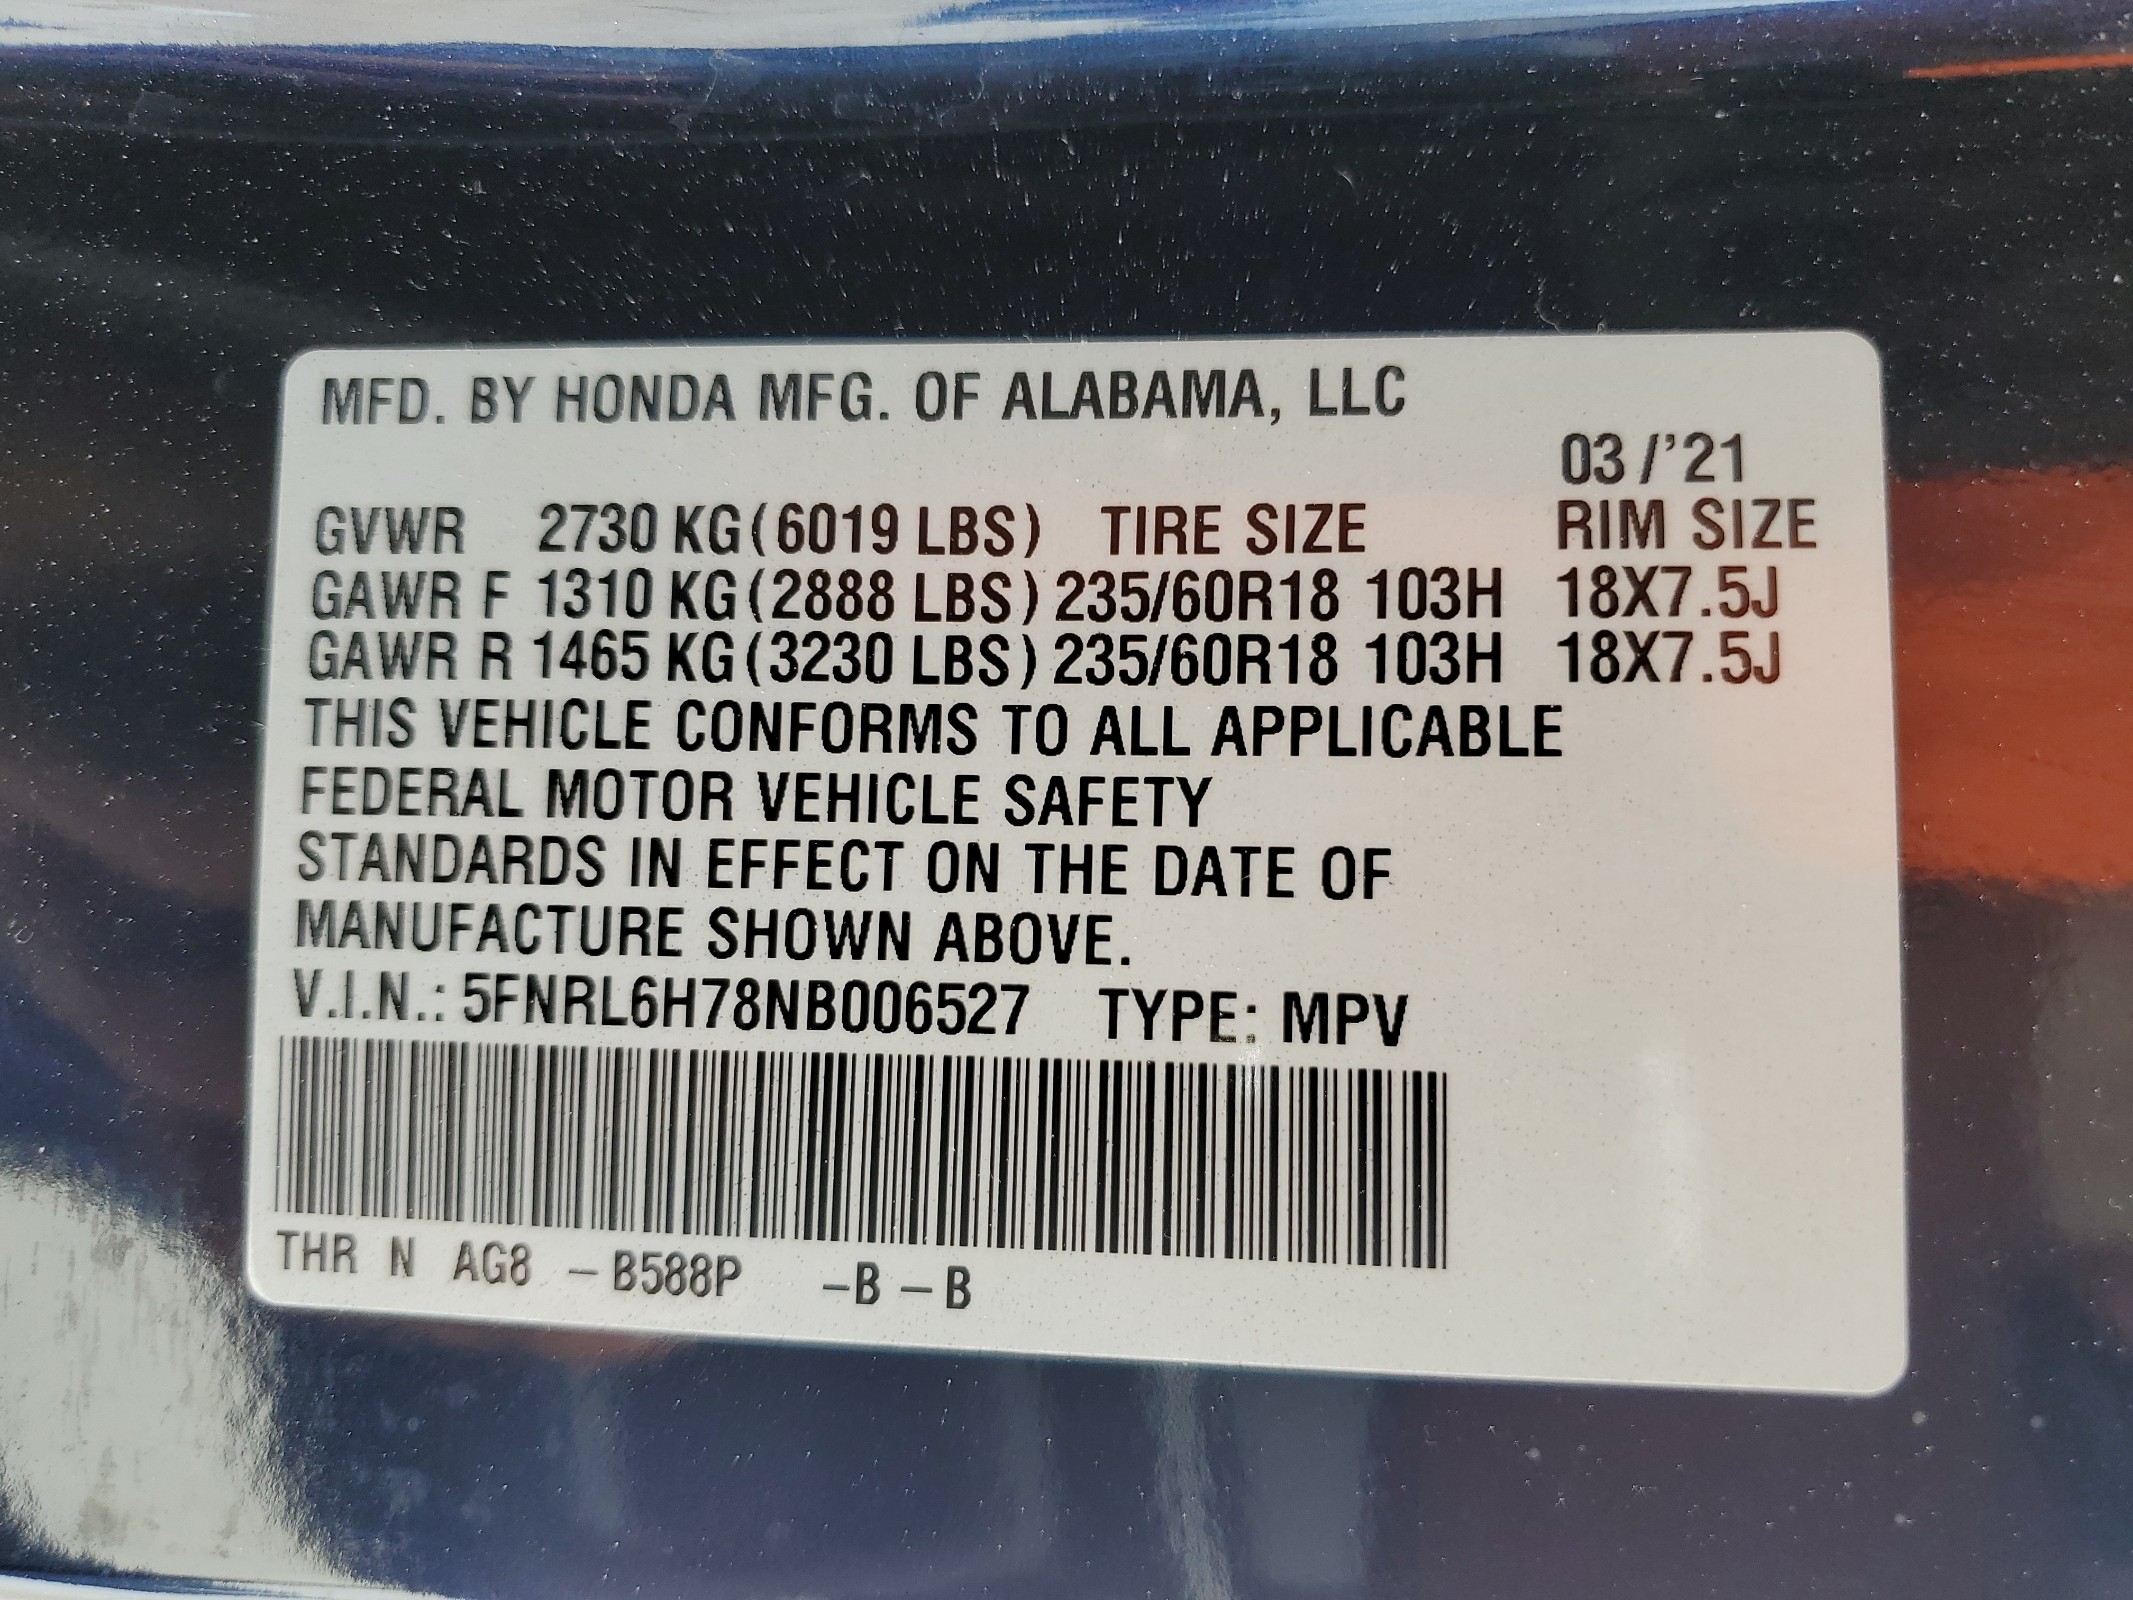 MFD. BY HONDA MFG. OF ALABAMA, LLC
03/'21
GVWR 2730 KG(6019 LBS) TIRE SIZE RIM SIZE
GAWR F 1310 KG(2888 LBS) 235/60R18 103H 18X7.5J
GAWR R 1465 KG(3230 LBS) 235/60R18 103H 18X7.5J
THIS VEHICLE CONFORMS TO ALL APPLICABLE
FEDERAL MOTOR VEHICLE SAFETY
STANDARDS IN EFFECT ON THE DATE OF
MANUFACTURE SHOWN ABOVE.
V.I.N.: 5FNRL6H78NB006527 TYPE: MPV
THR N AG8 – B588P –B – B